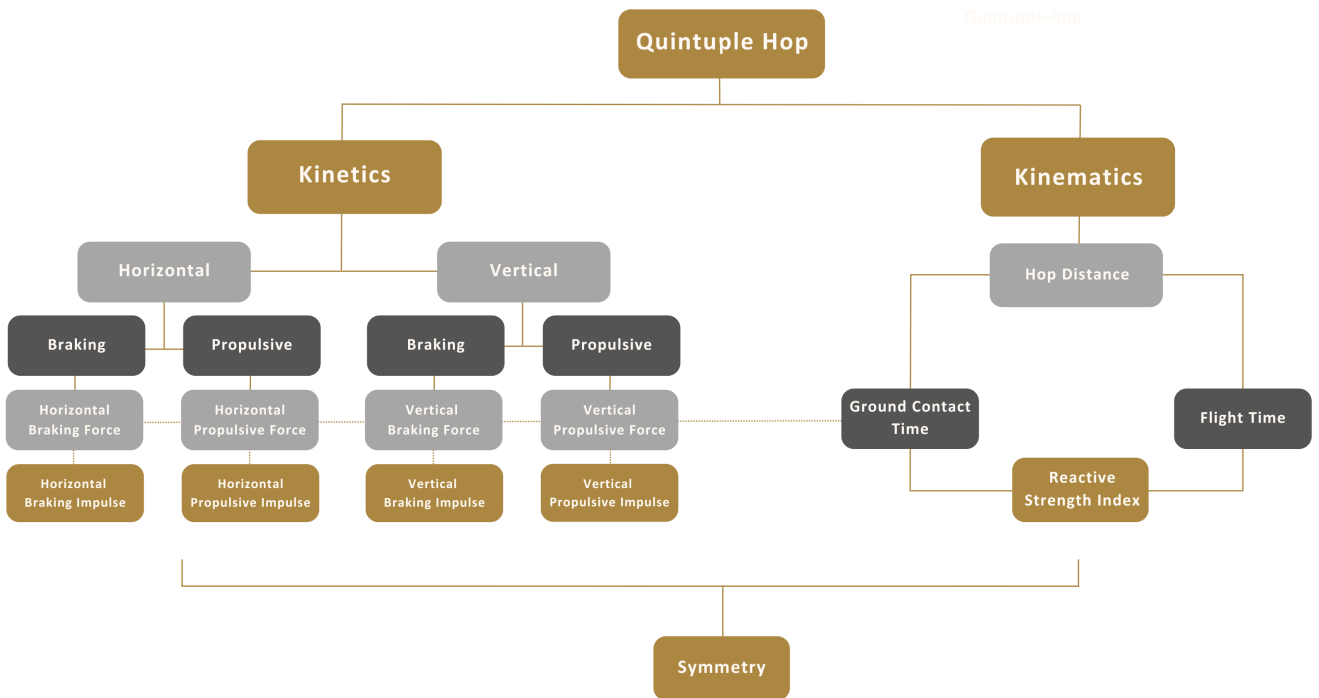 Quintuple-hop
Quintuple Hop
Kinetics
Kinematics
Horizontal
Vertical
Hop Distance
Braking
Propulsive
Braking
Propulsive
Horizontal
Braking Force
Horizontal
Propulsive Force
Vertical
Braking Force
Vertical
Propulsive Force
Ground Contact
Time
Flight Time
Horizontal
Braking Impulse
Horizontal
Propulsive Impulse
Vertical
Braking Impulse
Vertical
Propulsive Impulse
Reactive
Strength Index
Symmetry